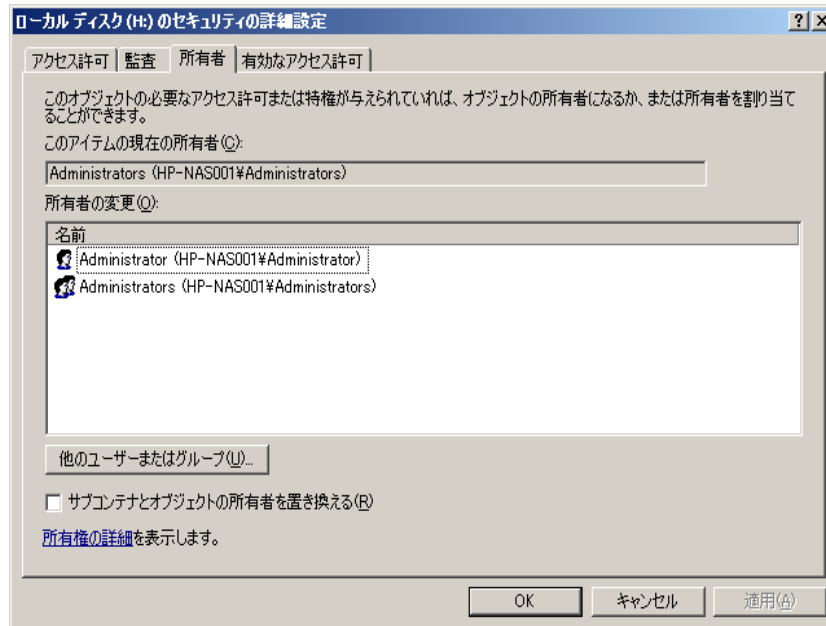 ローカル ディスク (H:) のセキュリティの詳細設定
アクセス許可 監査 所有者 有効なアクセス許可
このオブジェクトの必要なアクセス許可または特権が与えられていれば、オブジェクトの所有者になるか、または所有者を割り当て
ることができます。
このアイテムの現在の所有者(C):
Administrators (HP-NAS001¥Administrators)
所有者の変更(O):
名前
Administrator (HP-NAS001¥Administrator)
Administrators (HP-NAS001¥Administrators)
他のユーザーまたはグループ(U)...
サブコンテナとオブジェクトの所有者を置き換える(R)
所有権の詳細を表示します。
OK キャンセル 適用(A)